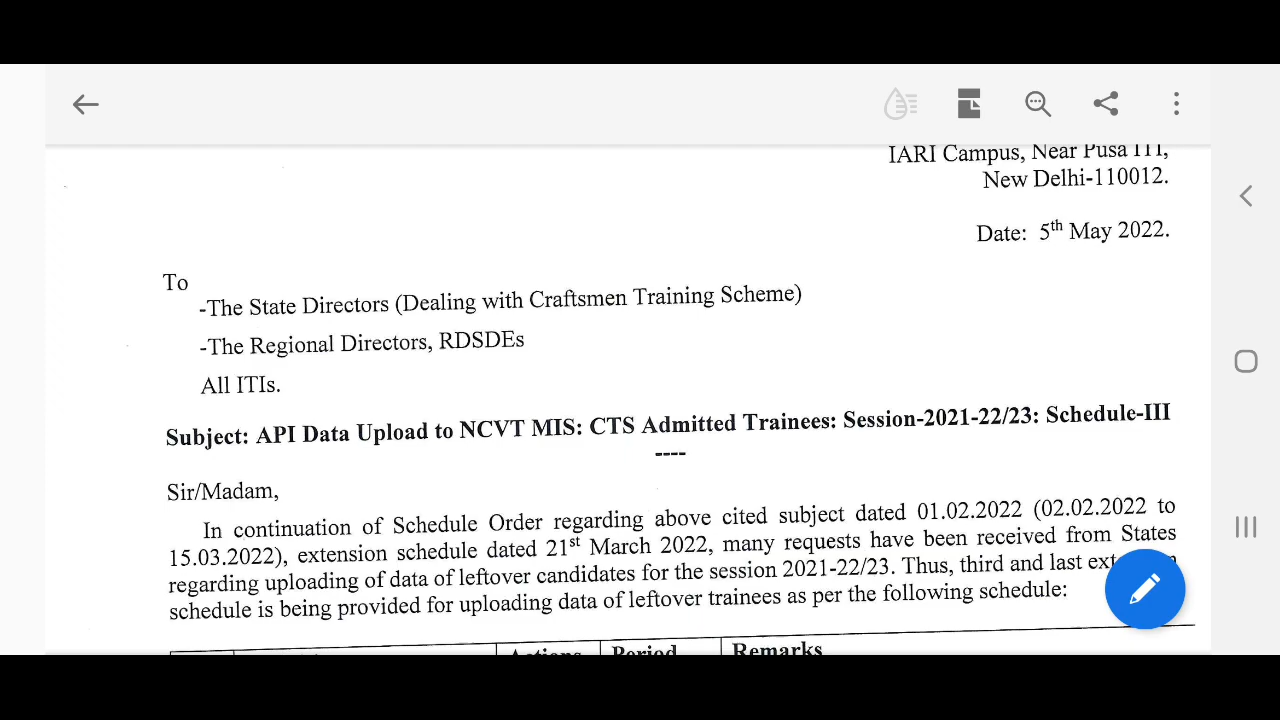 IARI Campus, Near Pusa ITI,
New Delhi-110012.
Date: 5th May 2022.
To
-The State Directors (Dealing with Craftsmen Training Scheme)
-The Regional Directors, RDSDEs
All ITIs.
Subject: API Data Upload to NCVT MIS: CTS Admitted Trainees: Session-2021-22/23: Schedule-III
----
Sir/Madam,
In continuation of Schedule Order regarding above cited subject dated 01.02.2022 (02.02.2022 to
15.03.2022), extension schedule dated 21st March 2022, many requests have been received from States
regarding uploading of data of leftover candidates for the session 2021-22/23. Thus, third and last
schedule is being provided for uploading data of leftover trainees as per the following schedule:
Actions Period Remarks